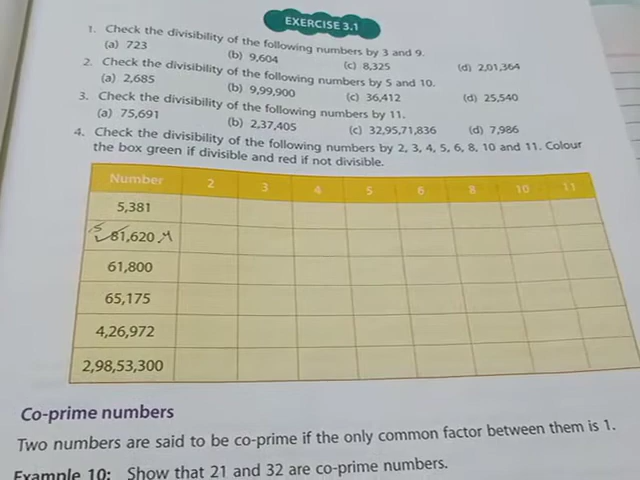 EXERCISE 3.1
1. Check the divisibility of the following numbers by 3 and 9.
(a) 723 (b) 9,604 (c) 8,325 (d) 2,01,364
2. Check the divisibility of the following numbers by 5 and 10.
(a) 2,685 (b) 9,99,900 (c) 36,412 (d) 25,540
3. Check the divisibility of the following numbers by 11.
(a) 75,691 (b) 2,37,405 (c) 32,95,71,836 (d) 7,986
4. Check the divisibility of the following numbers by 2, 3, 4, 5, 6, 8, 10 and 11. Colour
the box green if divisible and red if not divisible.
Number 2 3 4 5 6 8 10 11
5,381
81,620
61,800
65,175
4,26,972
2,98,53,300
Co-prime numbers
Two numbers are said to be co-prime if the only common factor between them is 1.
Example 10: Show that 21 and 32 are co-prime numbers.